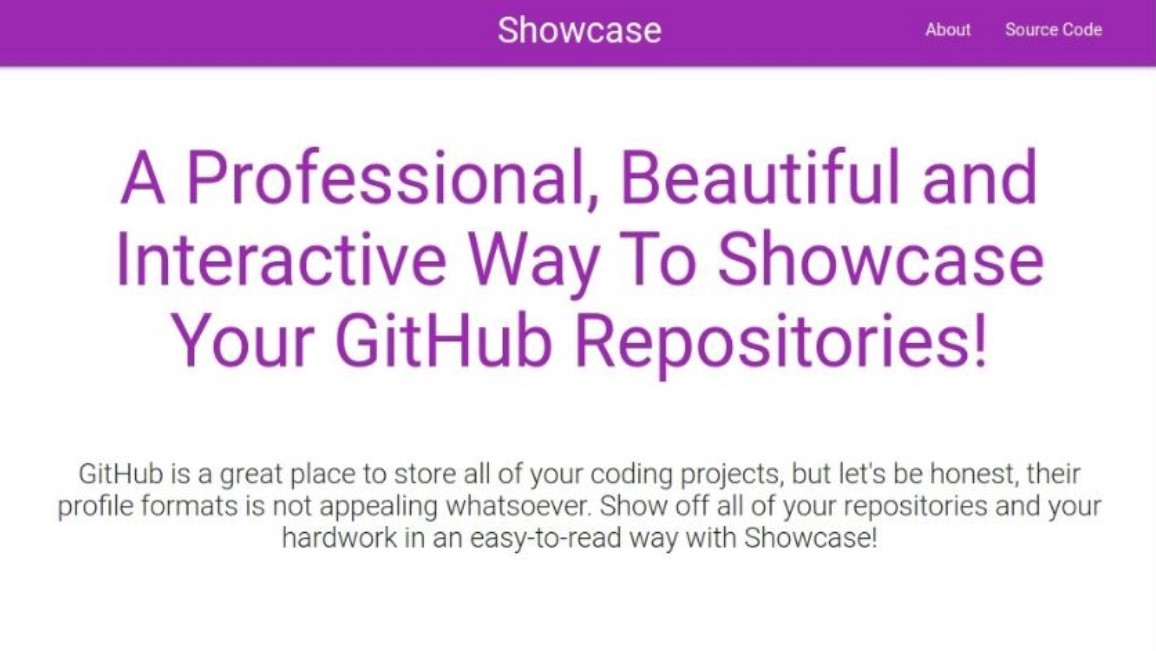 Showcase
About
Source Code
A Professional, Beautiful and
Interactive Way To Showcase
Your GitHub Repositories!
GitHub is a great place to store all of your coding projects, but let's be honest, their
profile formats is not appealing whatsoever. Show off all of your repositories and your
hardwork in an easy-to-read way with Showcase!